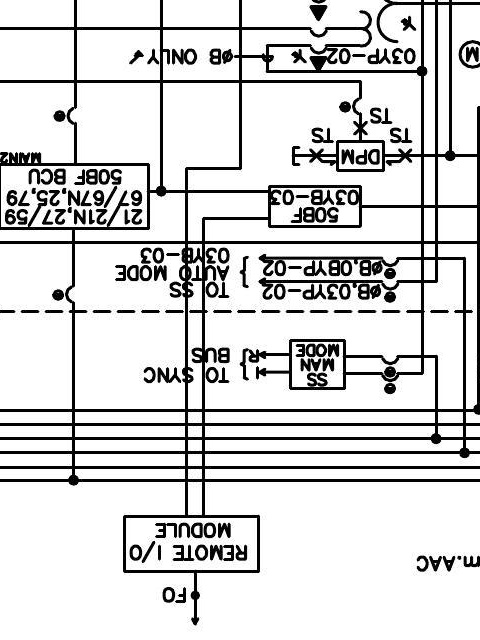 FO
REMOTE I/O
MODULE
TO SYNC
R BUS
SS
MAN
MODE
TO SS
AUTO MODE
03YB-03
ØB,03YP-02
ØB,0BYP-02
21/21N,27/59
67/67N,25,79
50BF BCU
MAIN2
50BF
03YB-03
DPM
TS
TS
TS
03YP-02
ØB ONLY
M